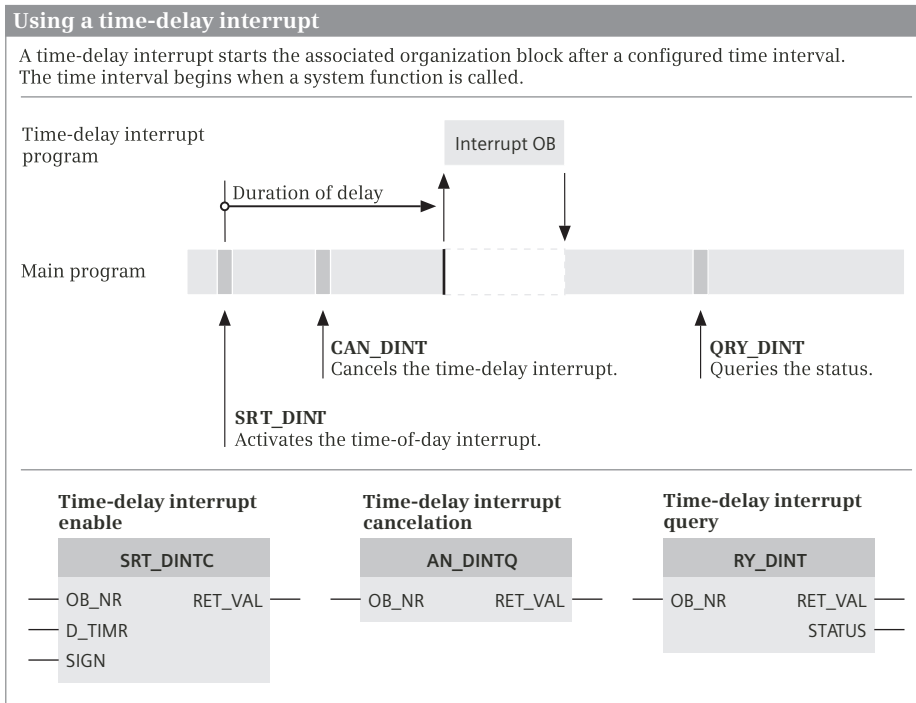 Using a time-delay interrupt
A time-delay interrupt starts the associated organization block after a configured time interval.
The time interval begins when a system function is called.
Time-delay interrupt
program
Interrupt OB
Duration of delay
Main program
CAN_DINT
Cancels the time-delay interrupt.
QRY_DINT
Queries the status.
SRT_DINT
Activates the time-of-day interrupt.
Time-delay interrupt
enable
SRT_DINTC
OB_NR RET_VAL
D_TIMR
SIGN
Time-delay interrupt
cancelation
AN_DINTQ
OB_NR RET_VAL
Time-delay interrupt
query
RY_DINT
OB_NR RET_VAL
STATUS